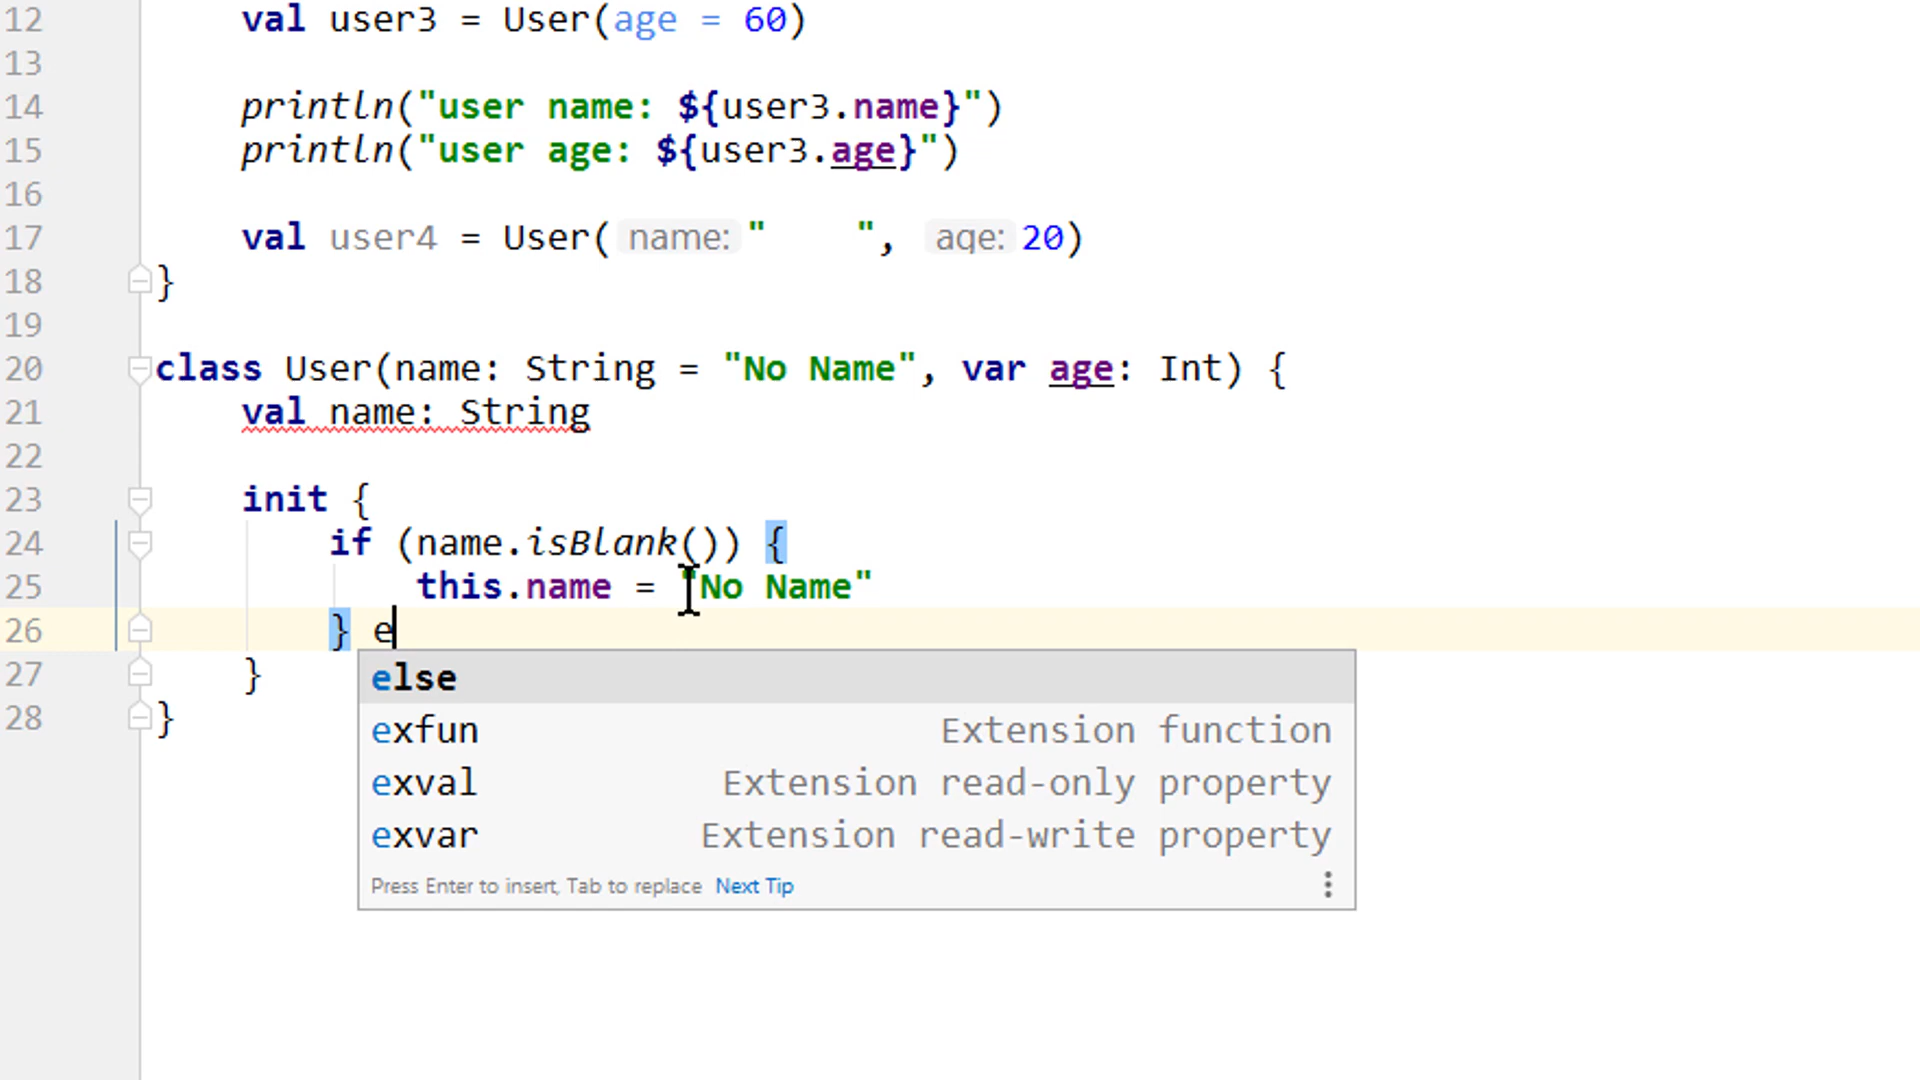 12 val user3 = User(age = 60)
13
14 println("user name: ${user3.name}")
15 println("user age: ${user3.age}")
16
17 val user4 = User( name: "    ", age: 20)
18 }
19
20 class User(name: String = "No Name", var age: Int) {
21 val name: String
22
23 init {
24 if (name.isBlank()) {
25 this.name = "No Name"
26 } e
27 }
28 }
else
exfun Extension function
exval Extension read-only property
exvar Extension read-write property
Press Enter to insert, Tab to replace Next Tip